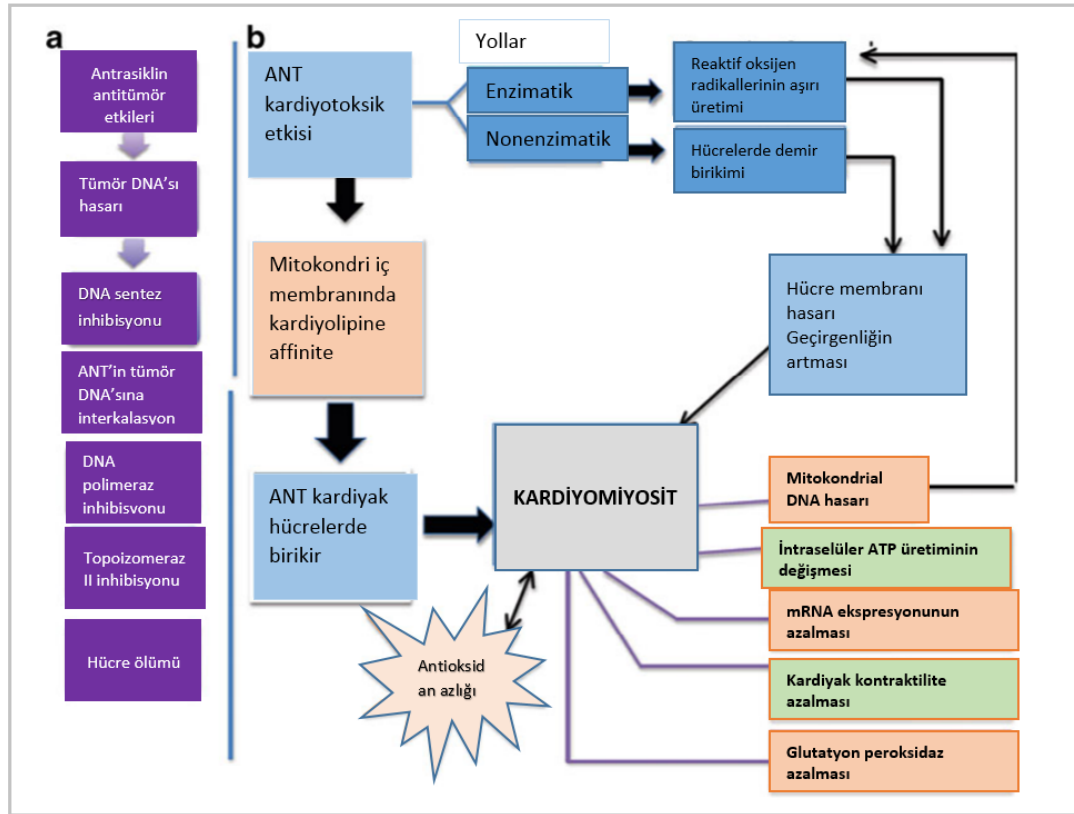 a
Antrasiklin
antitümör
etkileri
Tümör DNA'sı
hasarı
DNA sentez
inhibisyonu
ANT'in tümör
DNA'sına
interkalasyon
DNA
polimeraz
inhibisvonu
Topoizomeraz
II inhibisyonu
Hücre ölümü
b
ANT
kardiyotoksik
etkisi
Yollar
Enzimatik
Nonenzimatik
Reaktif oksijen
radikallerinin aşırı
üretimi
Hücrelerde demir
birikimi
Mitokondri iç
membranında
kardiyolipine
affinite
Hücre membranı
hasarı
Geçirgenliğin
artması
ANT kardiyak
hücrelerde
birikir
KARDİYOMİYOSİT
Antioksid
an azlığı
Mitokondrial
DNA hasarı
İntraselüler ATP üretiminin
değişmesi
mRNA ekspresyonunun
azalması
Kardiyak kontraktilite
azalması
Glutatyon peroksidaz
azalması